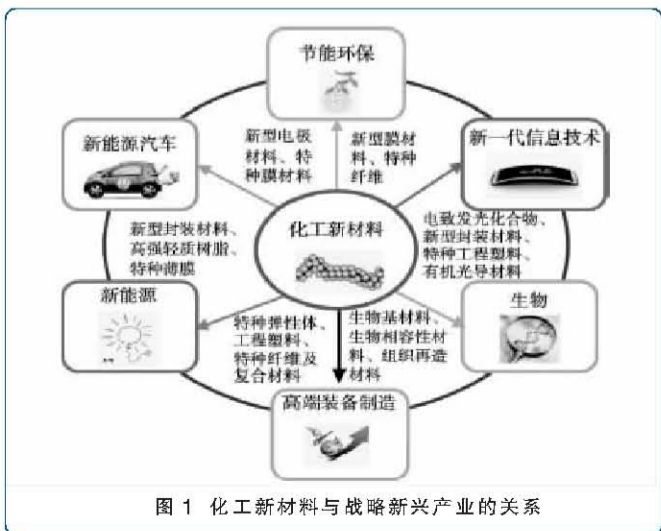 节能环保
新能源汽车
新型电极
材料、特
种膜材料
新型膜材
料、特种
纤维
新一代信息技术
新型封装材料、
高强轻质树脂、
特种薄膜
化工新材料
电致发光化合物、
新型封装材料、
特种工程塑料、
有机光导材料
新能源
特种弹性体、
工程塑料、
特种纤维及
复合材料
生物基材料、
生物相容性材
料、组织再造
材料
生物
高端装备制造
图 1 化工新材料与战略新兴产业的关系